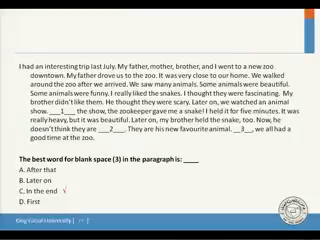 I had an interesting trip last July. My father, mother, brother, and I went to a new zoo
downtown. My father drove us to the zoo. It was very close to our home. We walked
around the zoo after we arrived. We saw many animals. Some animals were beautiful.
Some animals were funny. I really liked the snakes. I thought they were fascinating. My
brother didn't like them. He thought they were scary. Later on, we watched an animal
show. ___1___ the show, the zookeeper gave me a snake! I held it for five minutes. It was
really heavy, but it was beautiful. Later on, my brother held the snake, too. Now, he
doesn't think they are ___2___. They are his new favourite animal. __3__, we all had a
good time at the zoo.
The best word for blank space (3) in the paragraph is: ____
A. After that
B. Later on
C. In the end √
D. First
King Faisal University